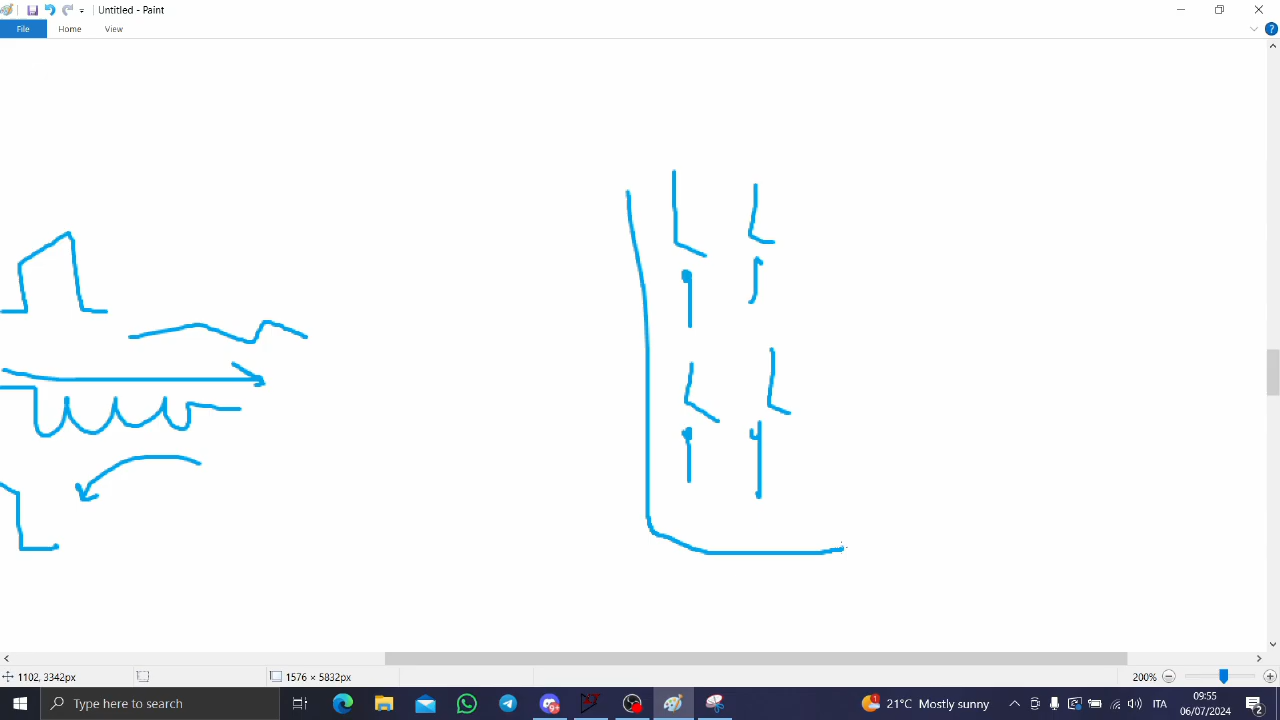 Untitled - Paint
File Home View
1102, 3342px
1576 × 5832px
200%
Type here to search
21°C Mostly sunny
ITA
09:55
06/07/2024
2